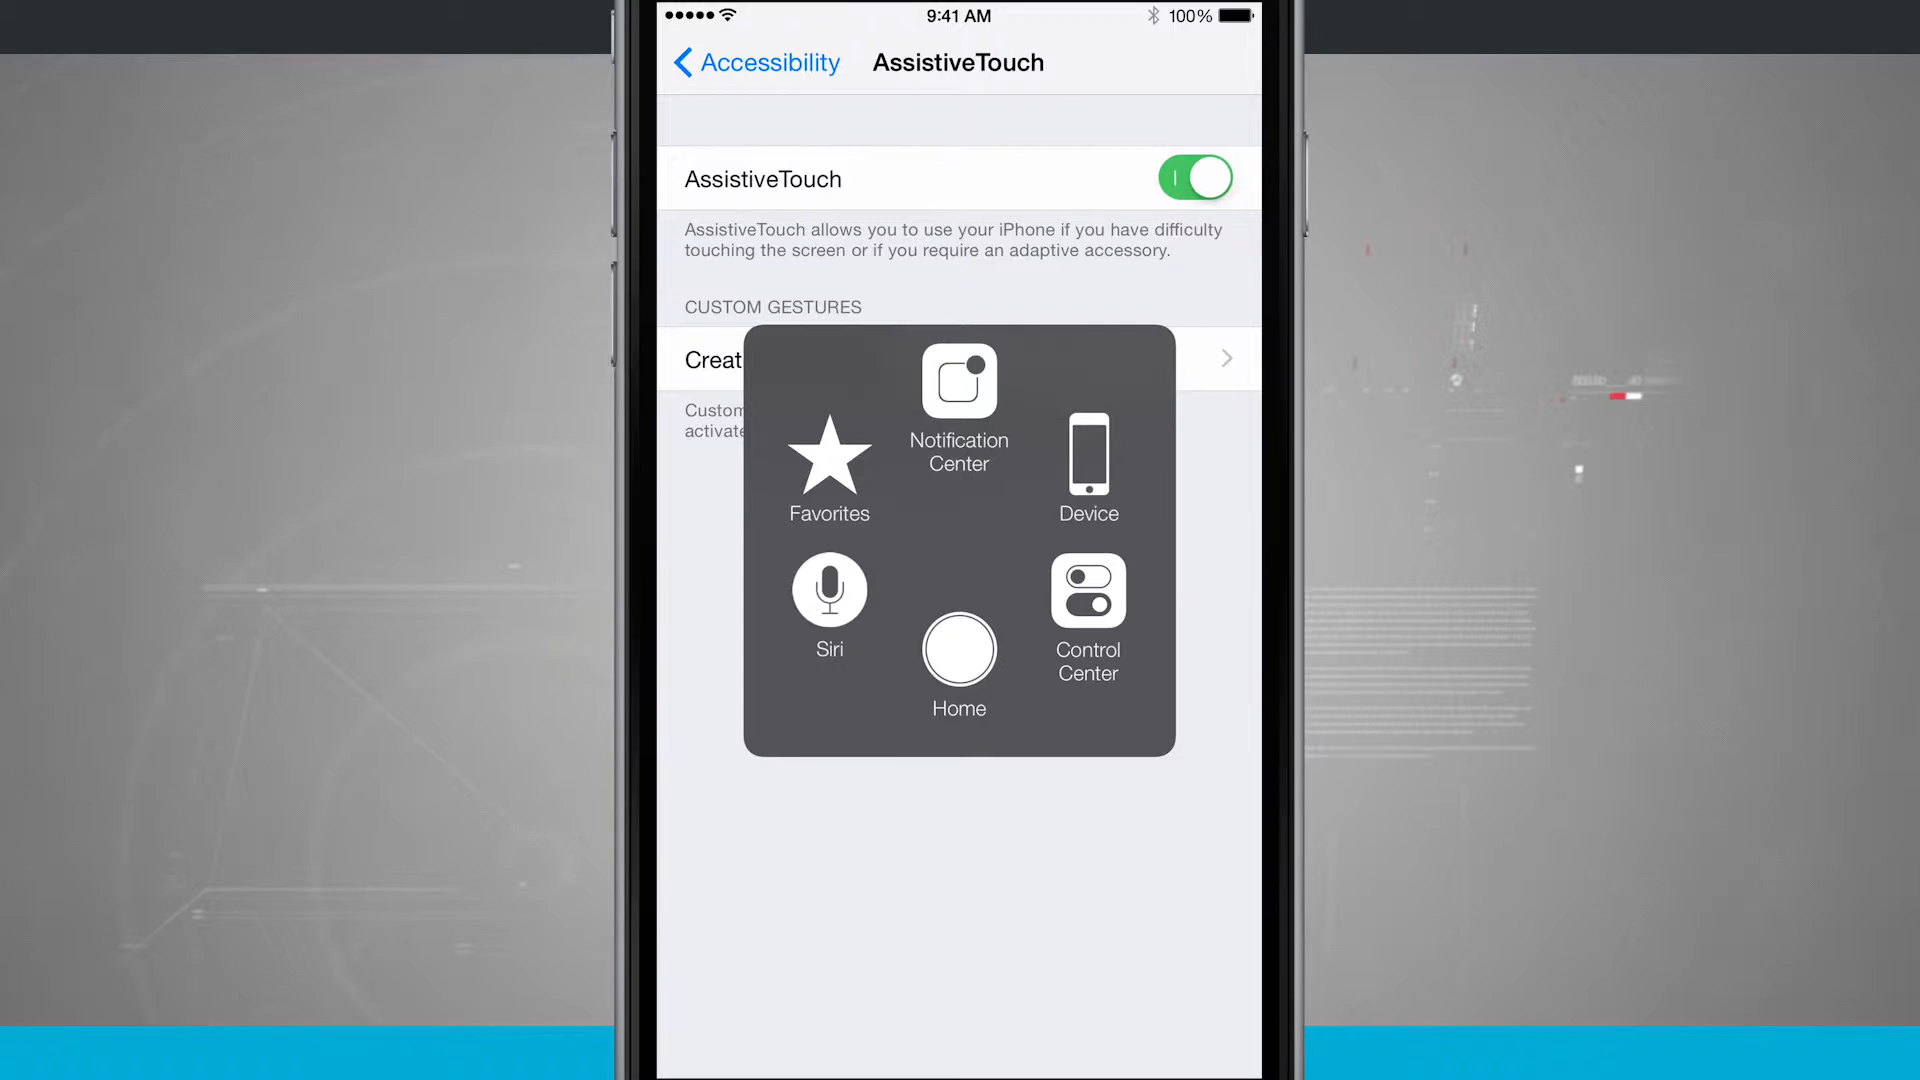 9:41 AM
100%
Accessibility
AssistiveTouch
AssistiveTouch
AssistiveTouch allows you to use your iPhone if you have difficulty
touching the screen or if you require an adaptive accessory.
CUSTOM GESTURES
Creat
Custom
activate
Notification
Center
Favorites
Device
Siri
Control
Center
Home